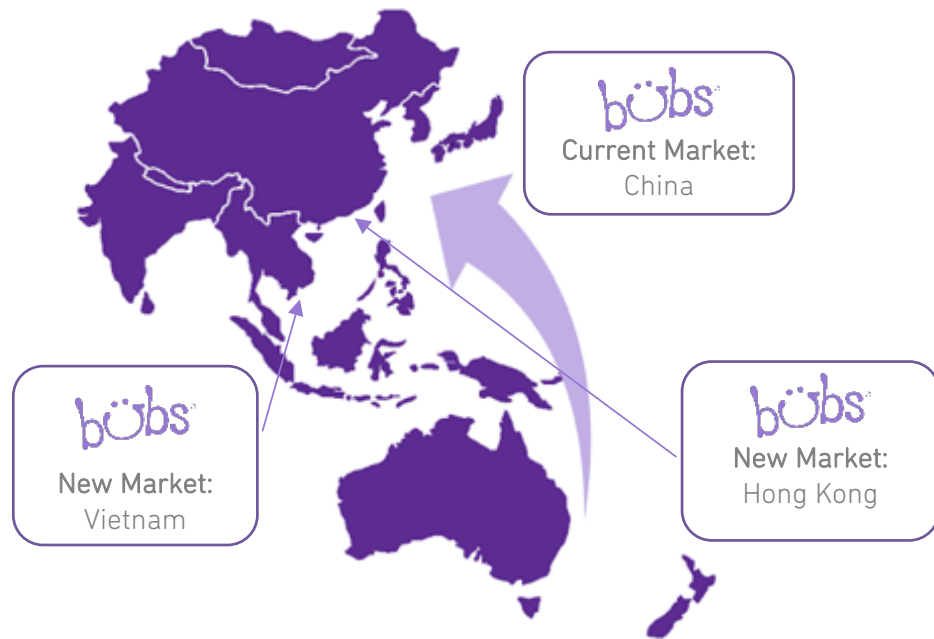 bubs
Current Market:
China
bubs
New Market:
Vietnam
bubs
New Market:
Hong Kong